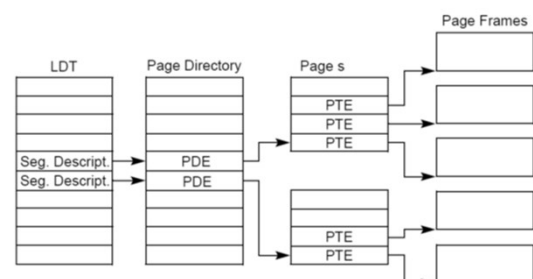 Page Frames
LDT
Page Directory
Page s
PTE
PTE
PTE
Seg. Descript.
PDE
Seg. Descript.
PDE
PTE
PTE